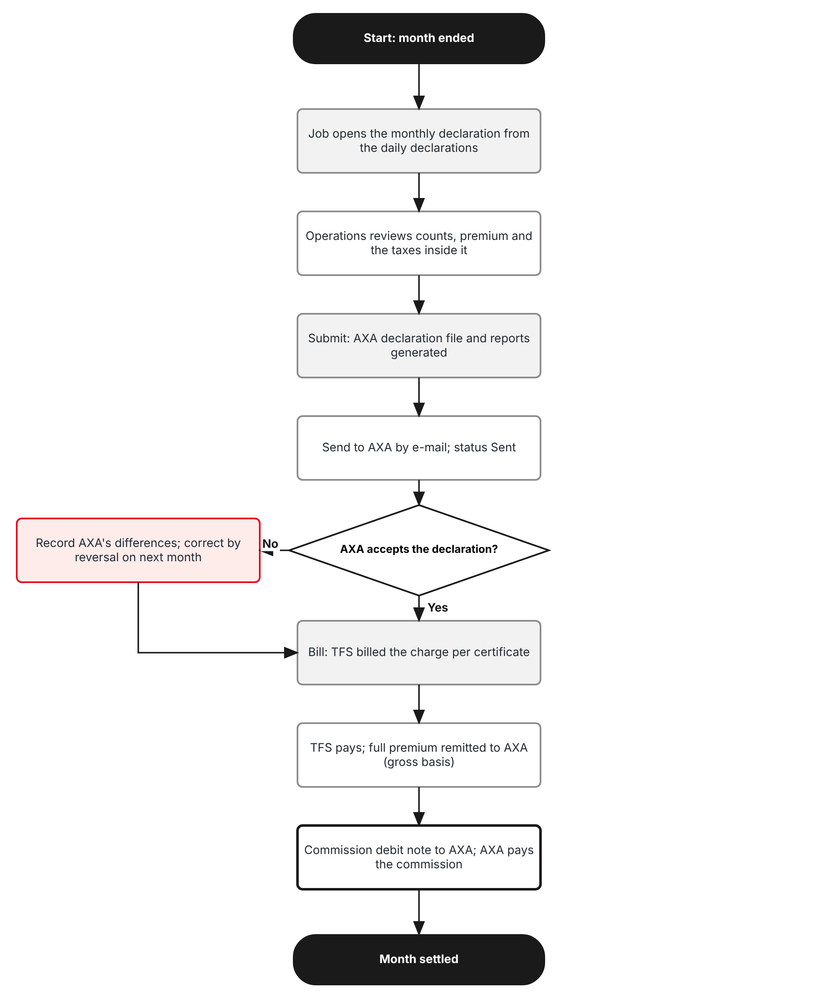 Start: month ended
Job opens the monthly declaration from
the daily declarations
Operations reviews counts, premium and
the taxes inside it
Submit: AXA declaration file and reports
generated
Send to AXA by e-mail; status Sent
AXA accepts the declaration?
No
Record AXA's differences; correct by
reversal on next month
Yes
Bill: TFS billed the charge per certificate
TFS pays; full premium remitted to AXA
(gross basis)
Commission debit note to AXA; AXA pays
the commission
Month settled